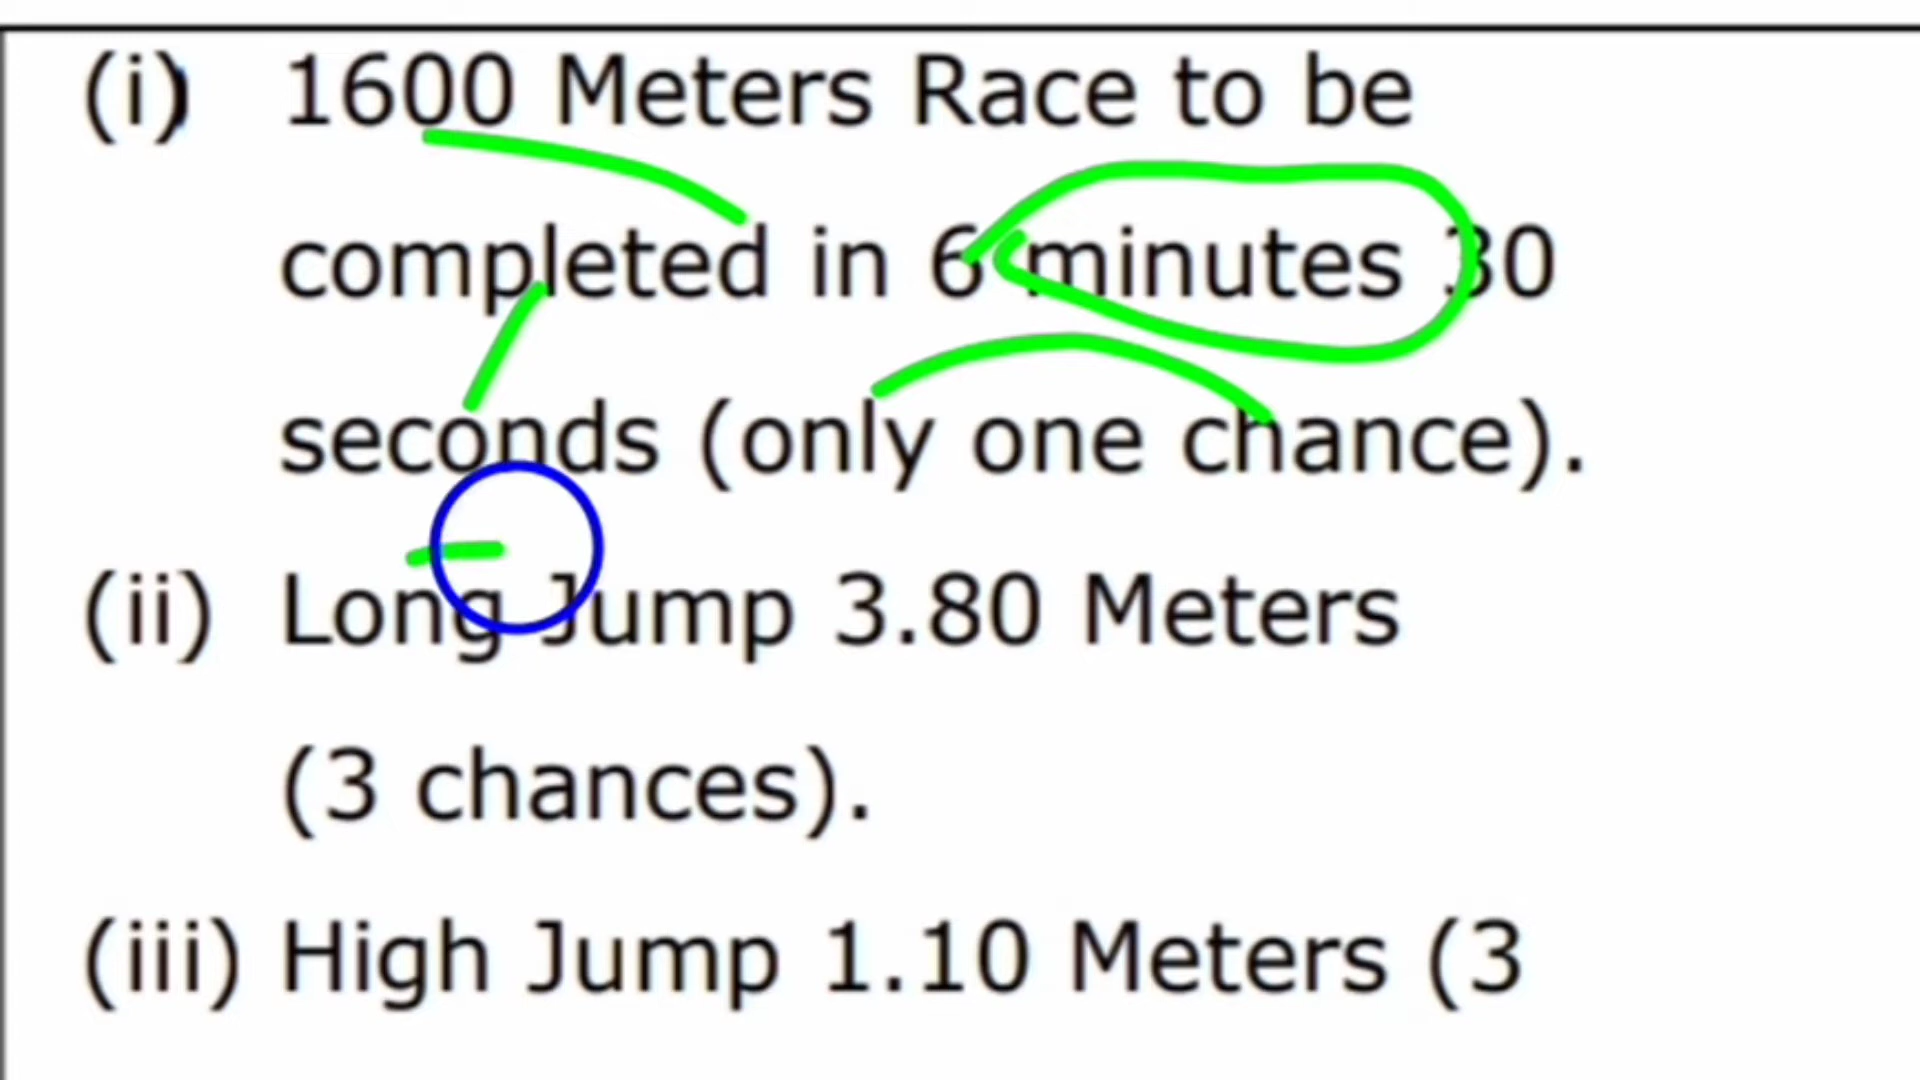 (i) 1600 Meters Race to be
completed in 6 minutes 30
seconds (only one chance).
(ii) Long Jump 3.80 Meters
(3 chances).
(iii) High Jump 1.10 Meters (3